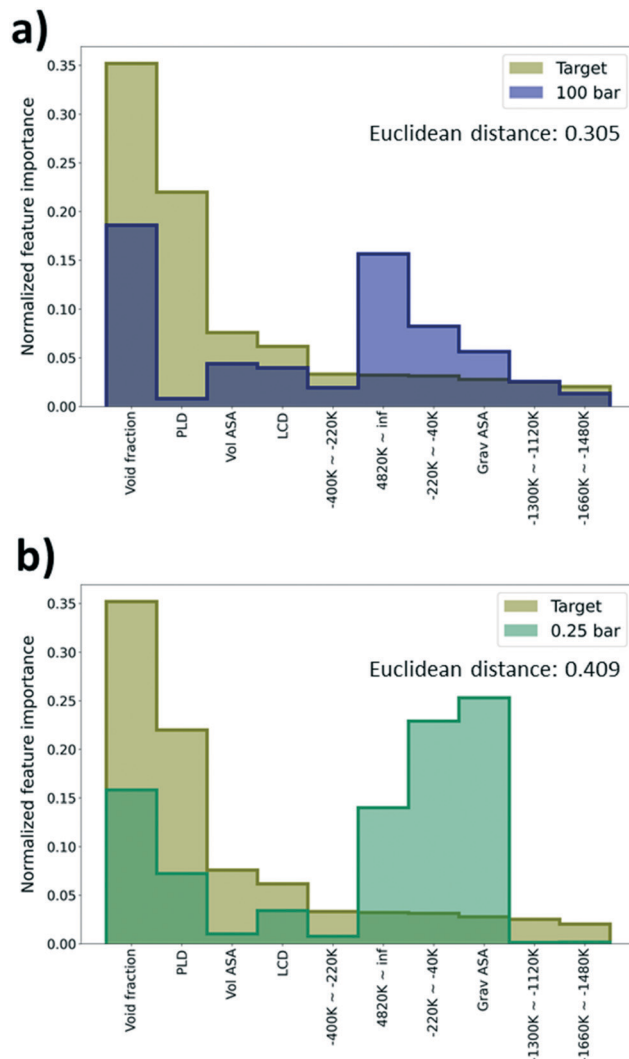 a)
Target
100 bar
Euclidean distance: 0.305
Normalized feature importance
0.35
0.30
0.25
0.20
0.15
0.10
0.05
0.00
Void fraction
PLD
Vol ASA
LCD
-400K ~ -220K
4820K ~ inf
-220K ~ -40K
Grav ASA
-1300K ~ -1120K
-1660K ~ -1480K
b)
Target
0.25 bar
Euclidean distance: 0.409
Normalized feature importance
0.35
0.30
0.25
0.20
0.15
0.10
0.05
0.00
Void fraction
PLD
Vol ASA
LCD
-400K ~ -220K
4820K ~ inf
-220K ~ -40K
Grav ASA
-1300K ~ -1120K
-1660K ~ -1480K